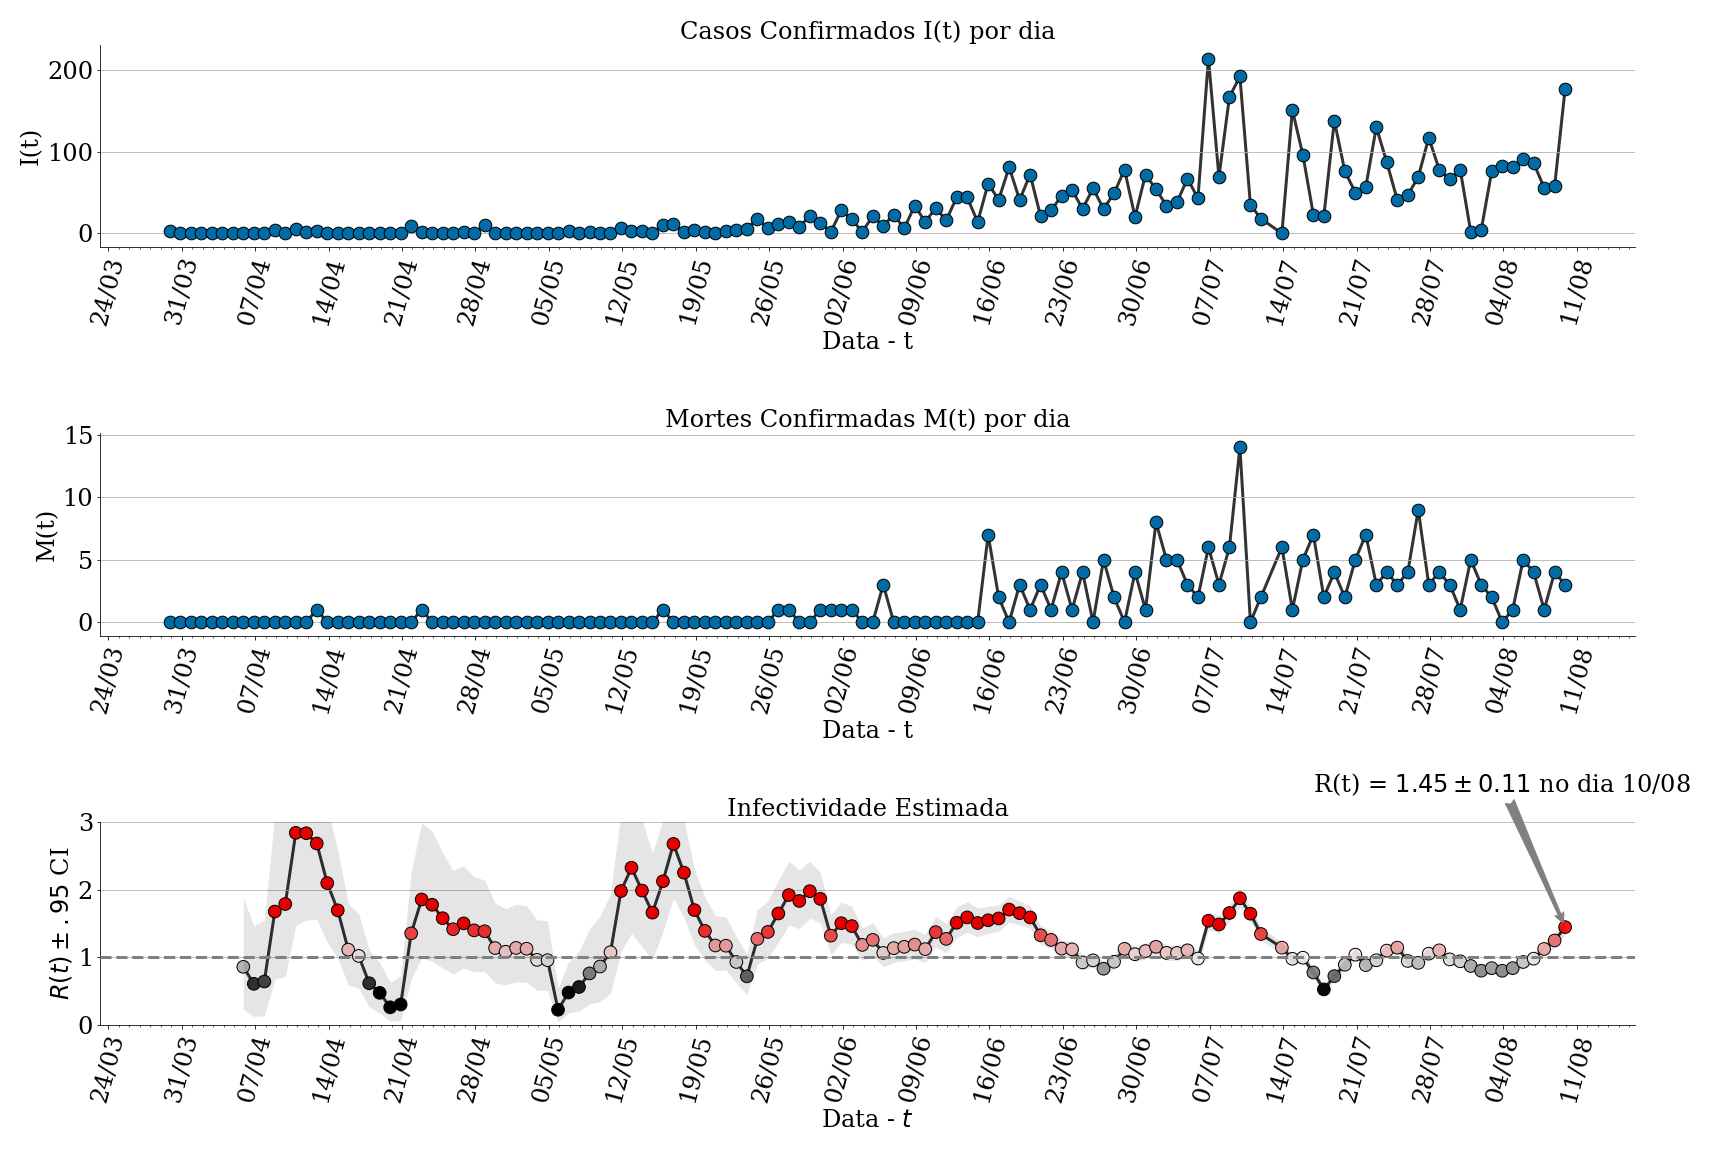 Casos Confirmados I(t) por dia
I(t)
200
100
0
24/03 31/03 07/04 14/04 21/04 28/04 05/05 12/05 19/05 26/05 02/06 09/06 16/06 23/06 30/06 07/07 14/07 21/07 28/07 04/08 11/08
Data - t
Mortes Confirmadas M(t) por dia
M(t)
15
10
5
0
24/03 31/03 07/04 14/04 21/04 28/04 05/05 12/05 19/05 26/05 02/06 09/06 16/06 23/06 30/06 07/07 14/07 21/07 28/07 04/08 11/08
Data - t
R(t) = 1.45 ± 0.11 no dia 10/08
Infectividade Estimada
R(t) ± .95 CI
3
2
1
0
24/03 31/03 07/04 14/04 21/04 28/04 05/05 12/05 19/05 26/05 02/06 09/06 16/06 23/06 30/06 07/07 14/07 21/07 28/07 04/08 11/08
Data - t